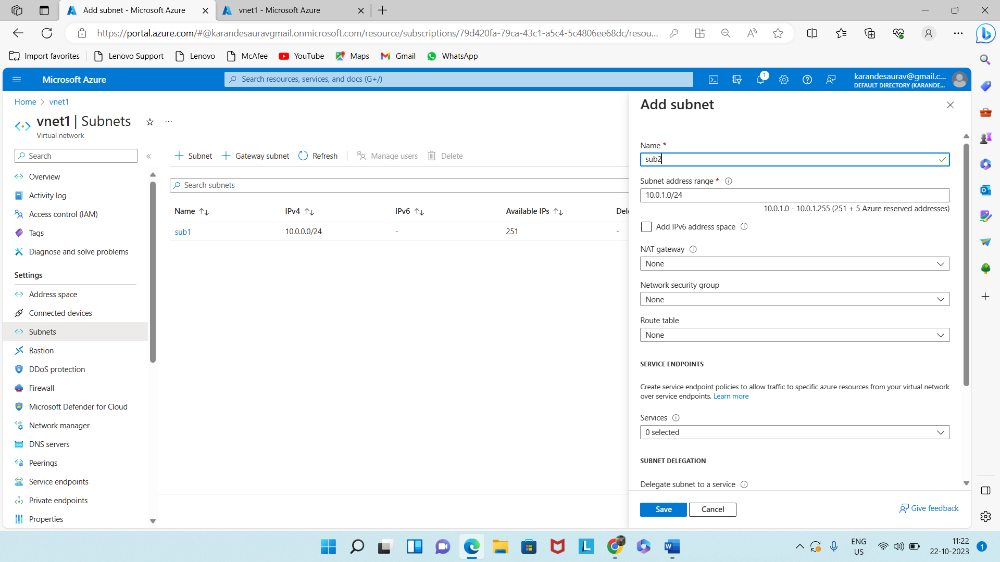 Add subnet - Microsoft Azure
vnet1 - Microsoft Azure
https://portal.azure.com/#@karandesauravgmail.onmicrosoft.com/resource/subscriptions/79d420fa-79ca-43c1-a5c4-5c4806ee68dc/resou...
Import favorites
Lenovo Support
Lenovo
McAfee
YouTube
Maps
Gmail
WhatsApp
Microsoft Azure
Search resources, services, and docs (G+/)
1
karandesaurav@gmail.c...
DEFAULT DIRECTORY (KARANDE...
Home > vnet1
vnet1 | Subnets
Virtual network
Search
Overview
Activity log
Access control (IAM)
Tags
Diagnose and solve problems
Settings
Address space
Connected devices
Subnets
Bastion
DDoS protection
Firewall
Microsoft Defender for Cloud
Network manager
DNS servers
Peerings
Service endpoints
Private endpoints
Properties
Subnet
Gateway subnet
Refresh
Manage users
Delete
Search subnets
Name IPv4 IPv6 Available IPs Del
sub1 10.0.0.0/24 - 251 -
Add subnet
Name *
sub2
Subnet address range *
10.0.1.0/24
10.0.1.0 - 10.0.1.255 (251 + 5 Azure reserved addresses)
Add IPv6 address space
NAT gateway
None
Network security group
None
Route table
None
SERVICE ENDPOINTS
Create service endpoint policies to allow traffic to specific azure resources from your virtual network
over service endpoints. Learn more
Services
0 selected
SUBNET DELEGATION
Delegate subnet to a service
Save
Cancel
Give feedback
ENG
US
11:22
22-10-2023
1